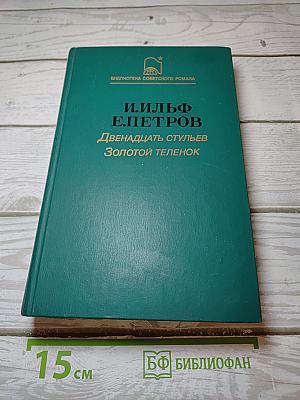 БИБЛИОТЕКА СОВЕТСКОГО РОМАНА
И.ИЛЬФ
Е.ПЕТРОВ
ДВЕНАДЦАТЬ СТУЛЬЕВ
ЗОЛОТОЙ ТЕЛЕНОК
15 см
БФ БИБЛИОФАН